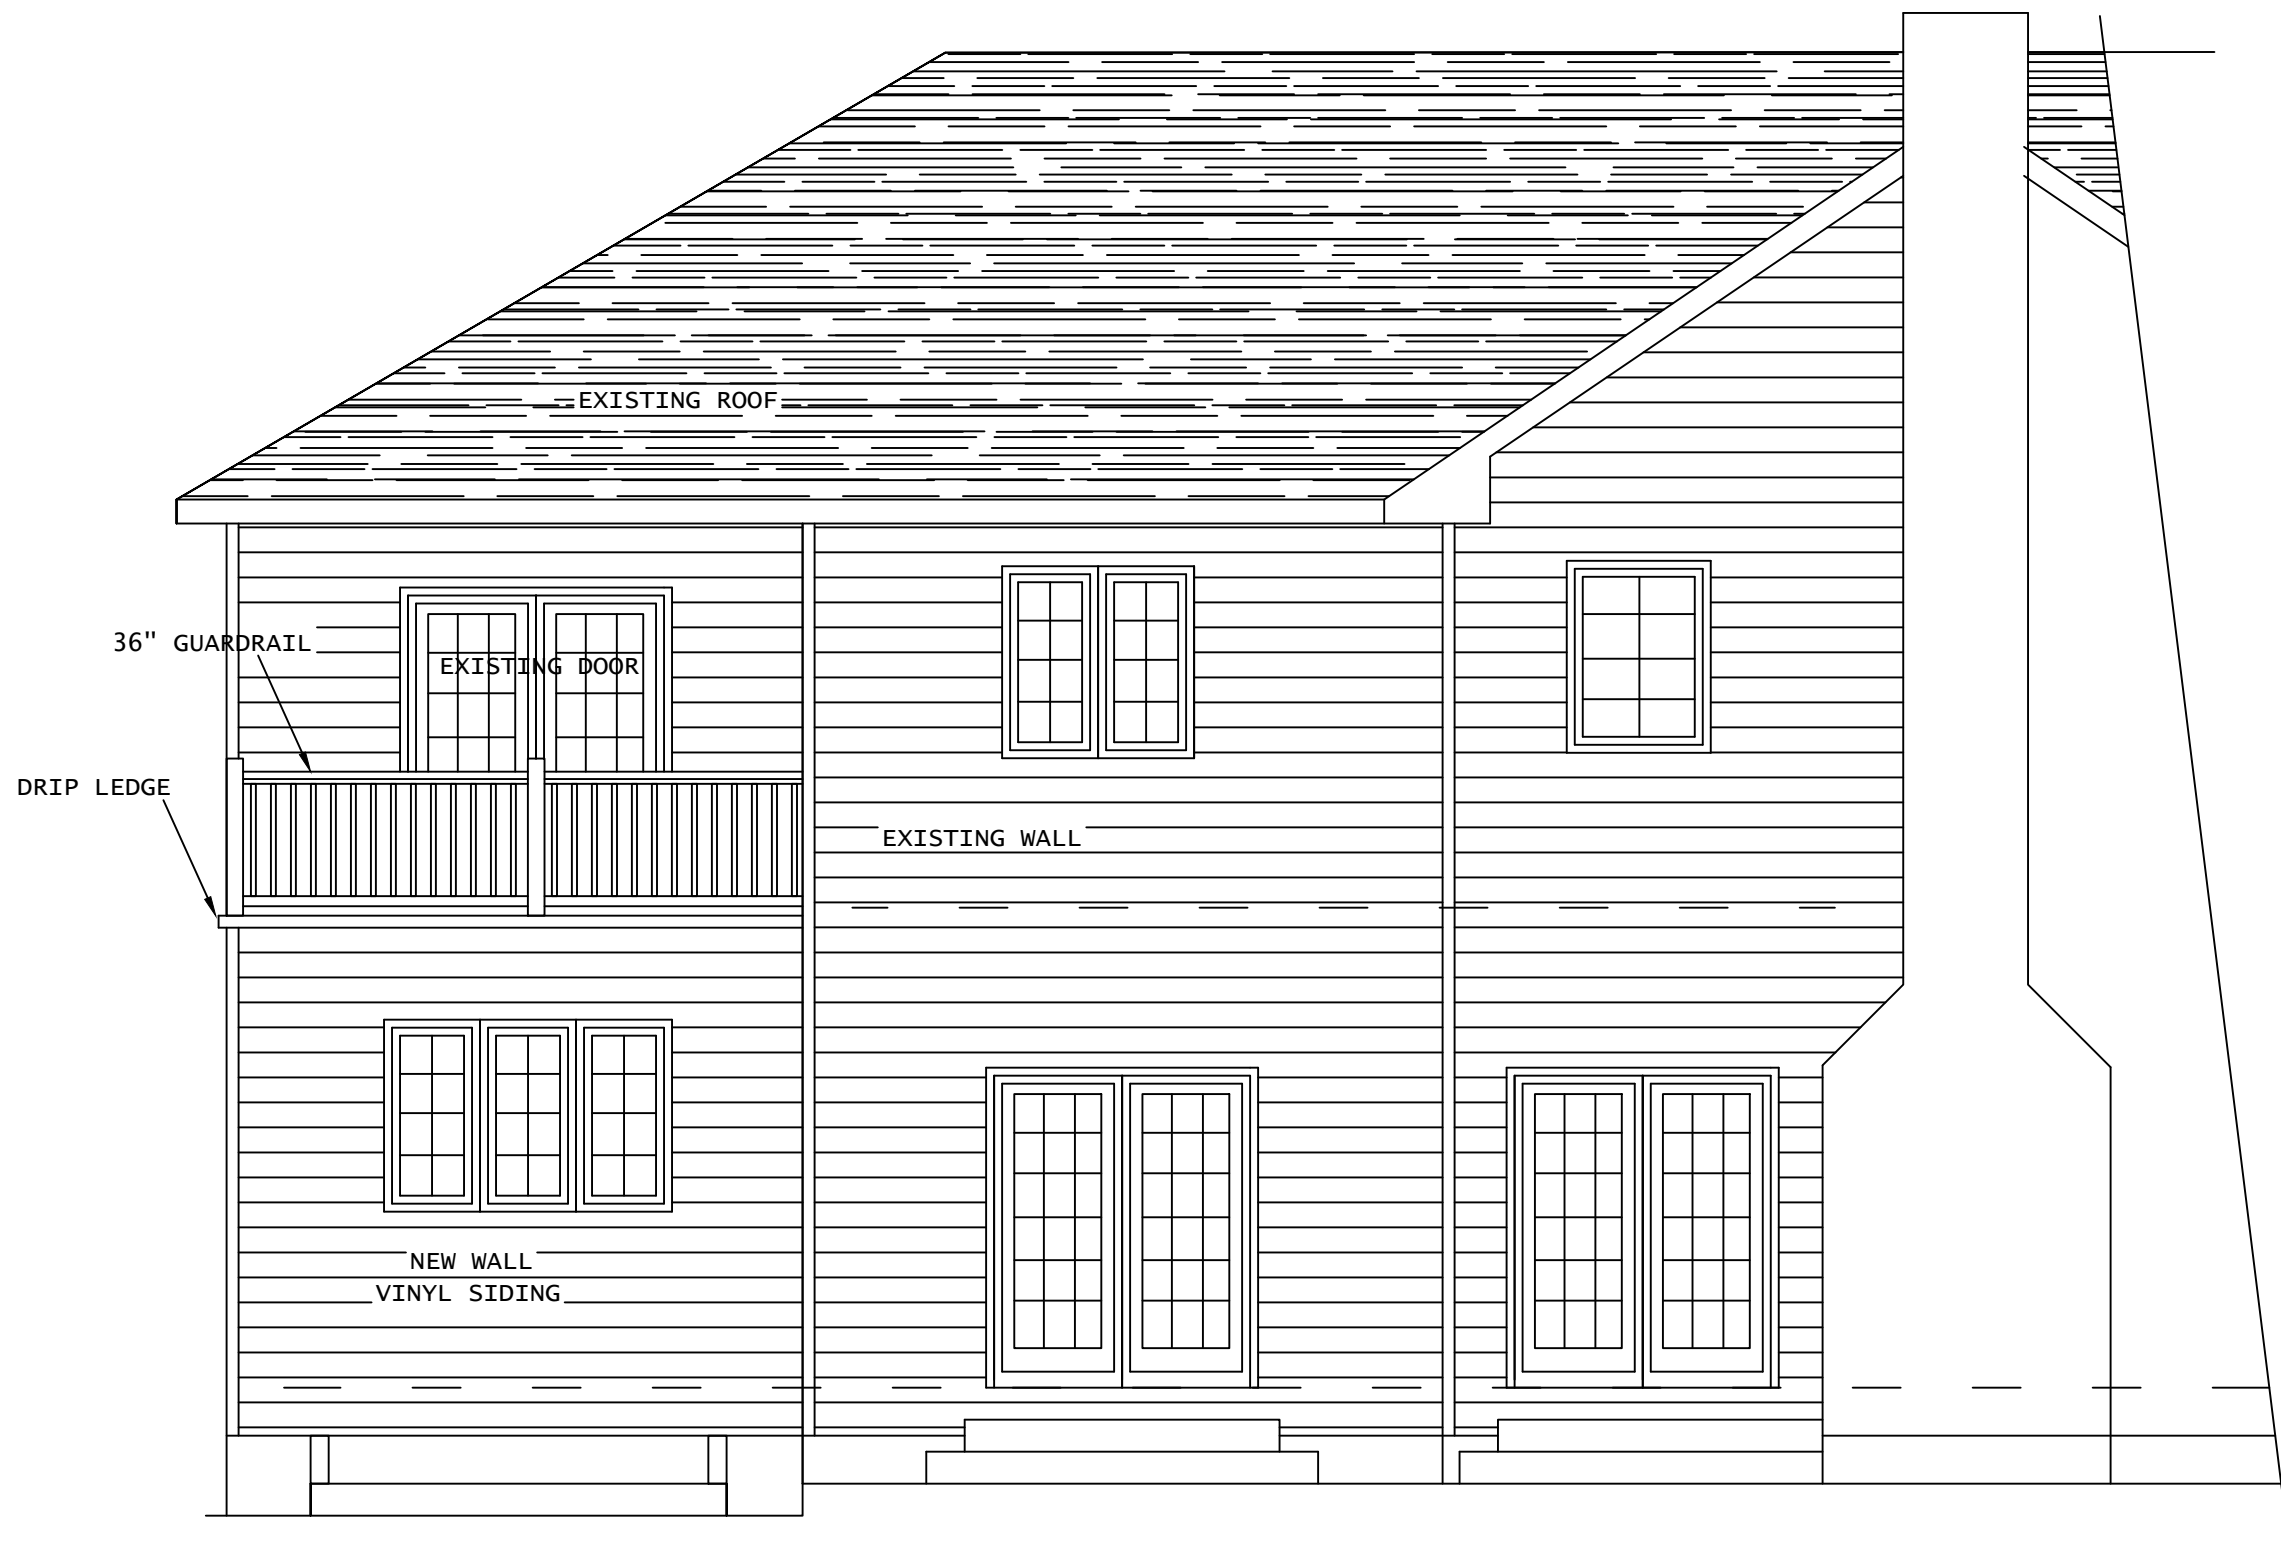 EXISTING ROOF
36" GUARDRAIL
EXISTING DOOR
DRIP LEDGE
EXISTING WALL
NEW WALL
VINYL SIDING